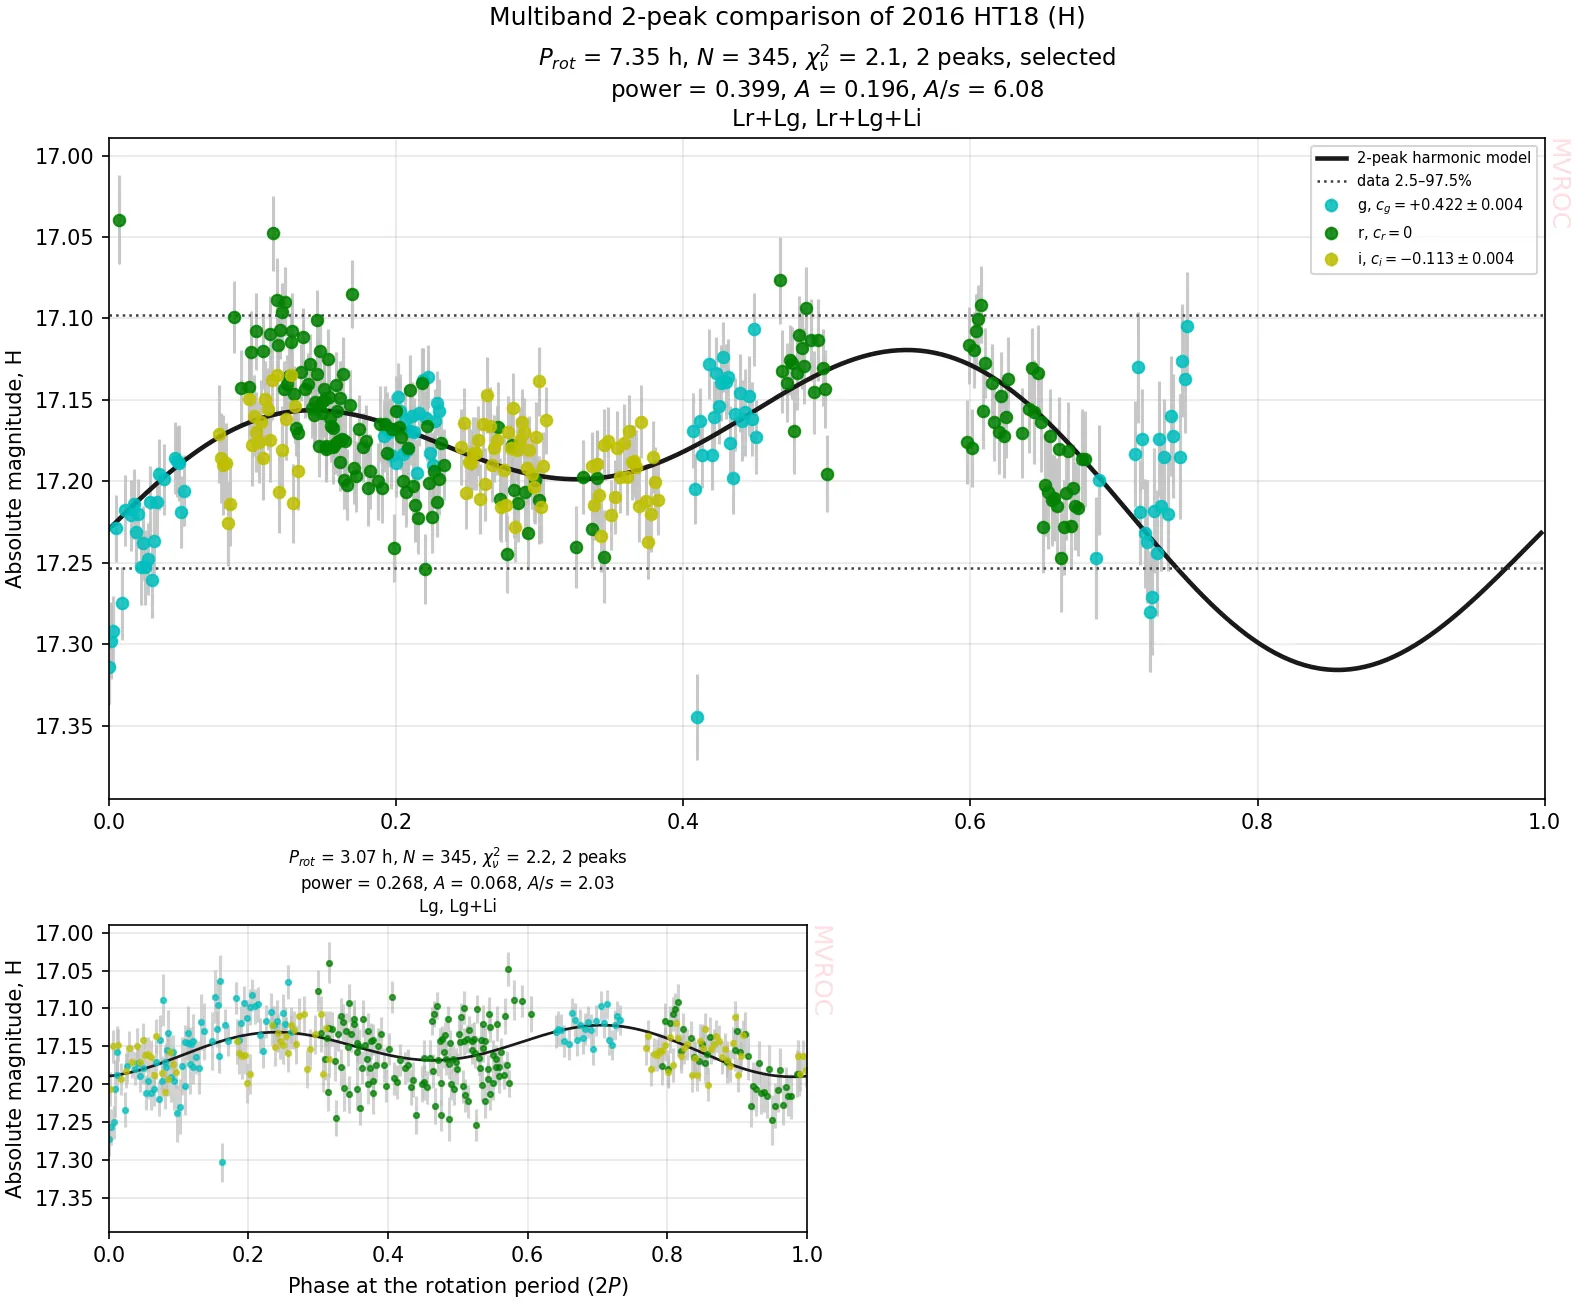 Multiband 2-peak comparison of 2016 HT18 (H)
P_rot = 7.35 h, N = 345, χ²_ν = 2.1, 2 peaks, selected
power = 0.399, A = 0.196, A/s = 6.08
Lr+Lg, Lr+Lg+Li
MVROC
2-peak harmonic model
data 2.5–97.5%
g, c_g = +0.422 ± 0.004
r, c_r = 0
i, c_i = −0.113 ± 0.004
Absolute magnitude, H
17.00
17.05
17.10
17.15
17.20
17.25
17.30
17.35
0.0 0.2 0.4 0.6 0.8 1.0
P_rot = 3.07 h, N = 345, χ²_ν = 2.2, 2 peaks
power = 0.268, A = 0.068, A/s = 2.03
Lg, Lg+Li
MVROC
Absolute magnitude, H
17.00
17.05
17.10
17.15
17.20
17.25
17.30
17.35
0.0 0.2 0.4 0.6 0.8 1.0
Phase at the rotation period (2P)